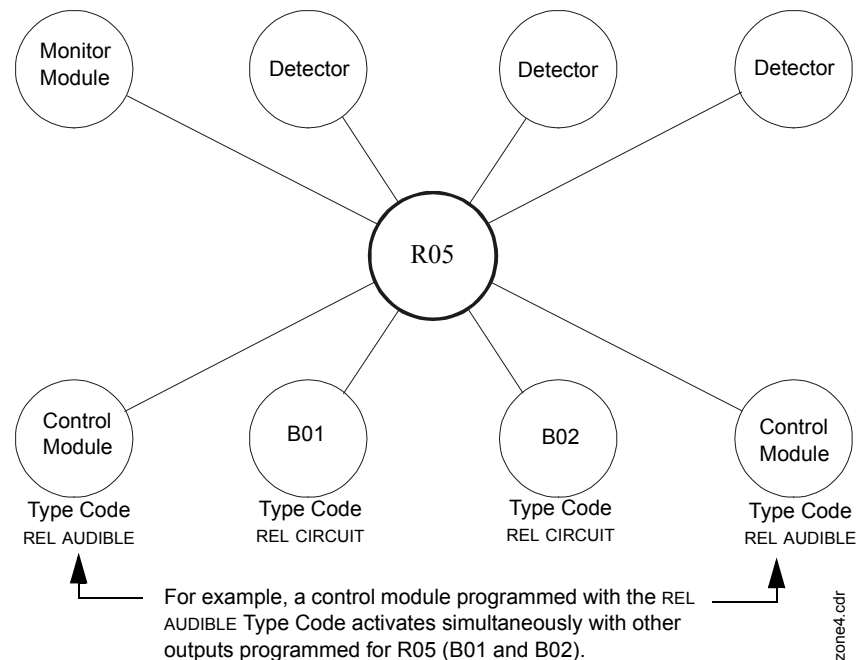 Monitor
Module
Detector
Detector
Detector
R05
Control
Module
B01
B02
Control
Module
Type Code
REL AUDIBLE
Type Code
REL CIRCUIT
Type Code
REL CIRCUIT
Type Code
REL AUDIBLE
For example, a control module programmed with the REL
AUDIBLE Type Code activates simultaneously with other
outputs programmed for R05 (B01 and B02).
zone4.cdr